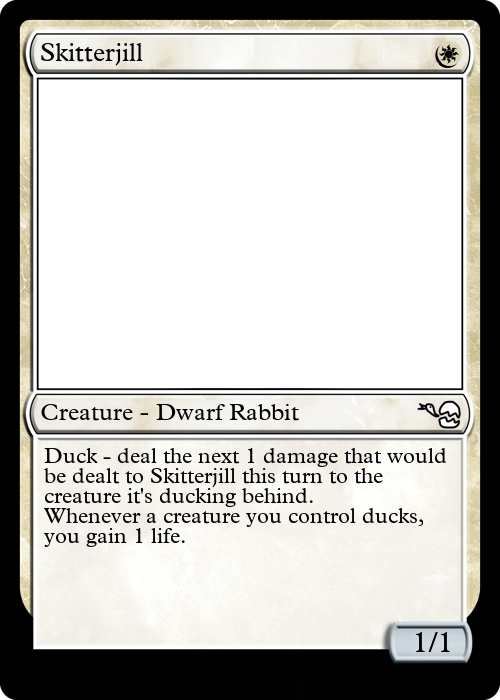 Skitterjill
Creature - Dwarf Rabbit
Duck - deal the next 1 damage that would
be dealt to Skitterjill this turn to the
creature it's ducking behind.
Whenever a creature you control ducks,
you gain 1 life.
1/1